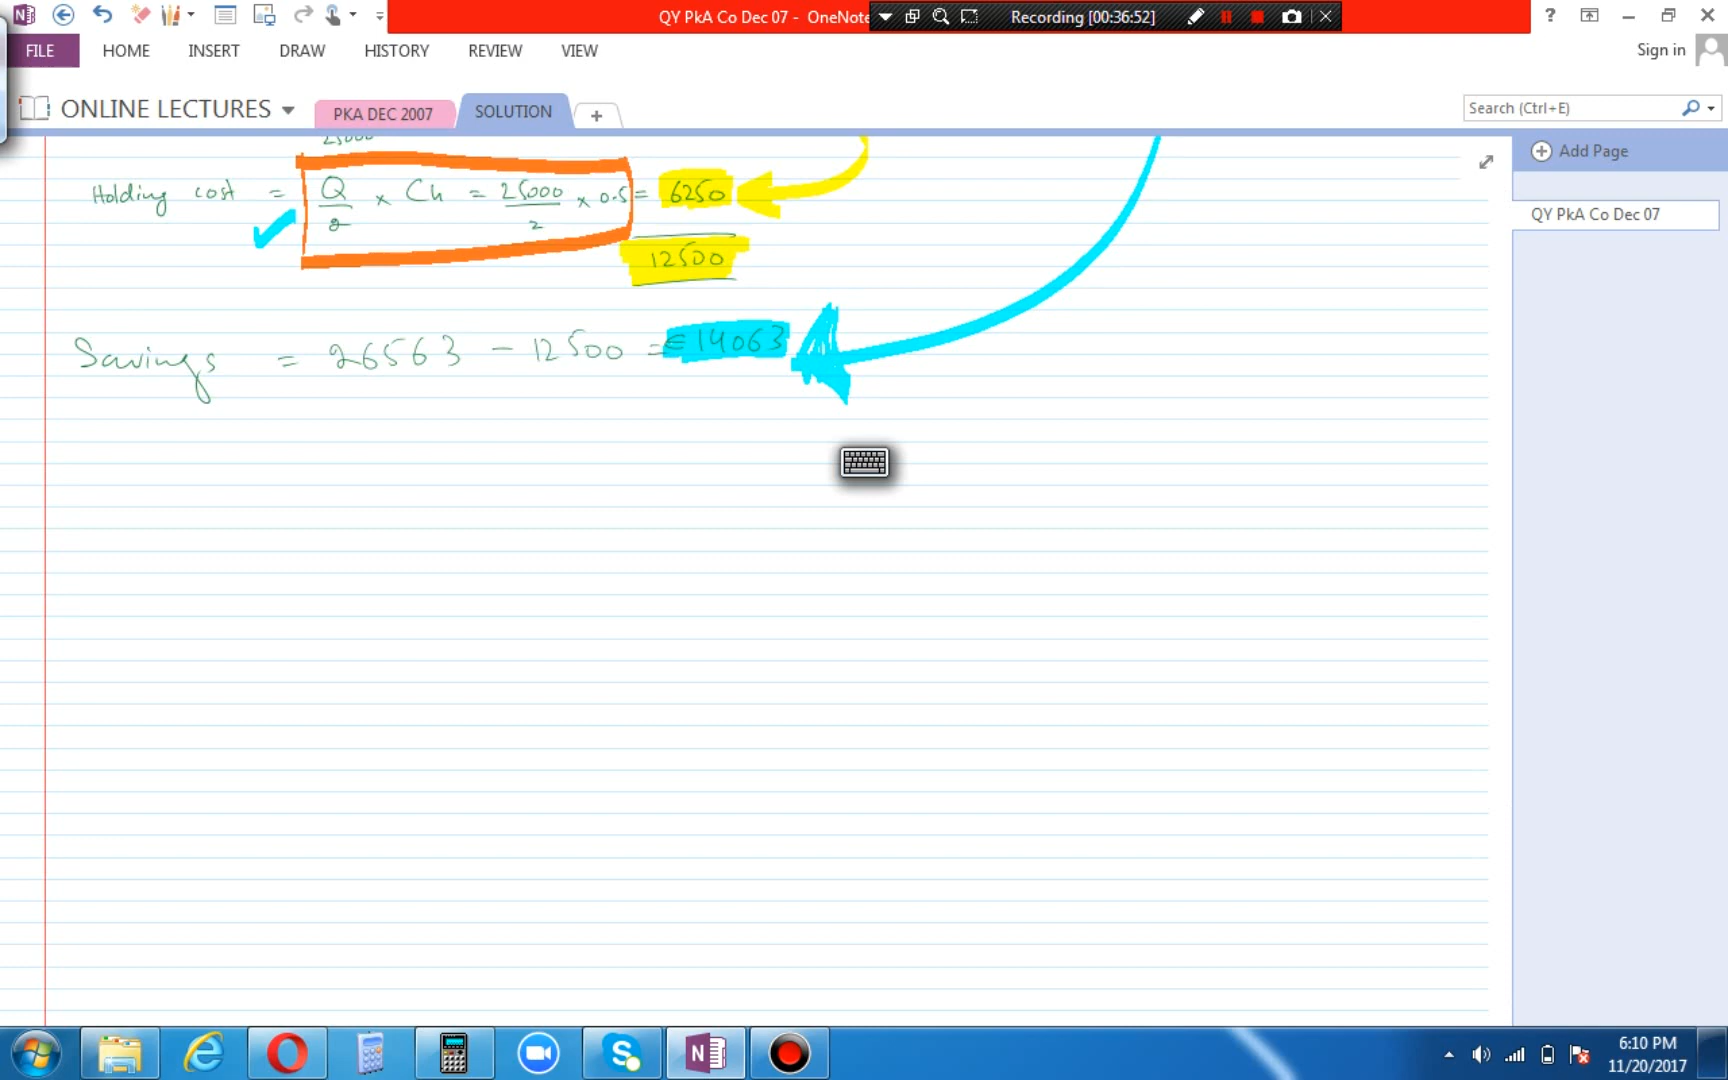 QY PkA Co Dec 07 - OneNote
Recording [00:36:52]
?
FILE HOME INSERT DRAW HISTORY REVIEW VIEW
Sign in
ONLINE LECTURES
PKA DEC 2007
SOLUTION
+
Search (Ctrl+E)
Add Page
QY PkA Co Dec 07
25000
Holding cost = Q/2 × Ch = 25000/2 × 0.5 = 6250
12500
Savings = 26563 - 12500 = €14063
6:10 PM
11/20/2017